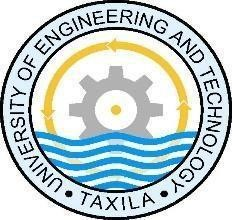 UNIVERSITY OF ENGINEERING AND TECHNOLOGY
• TAXILA •